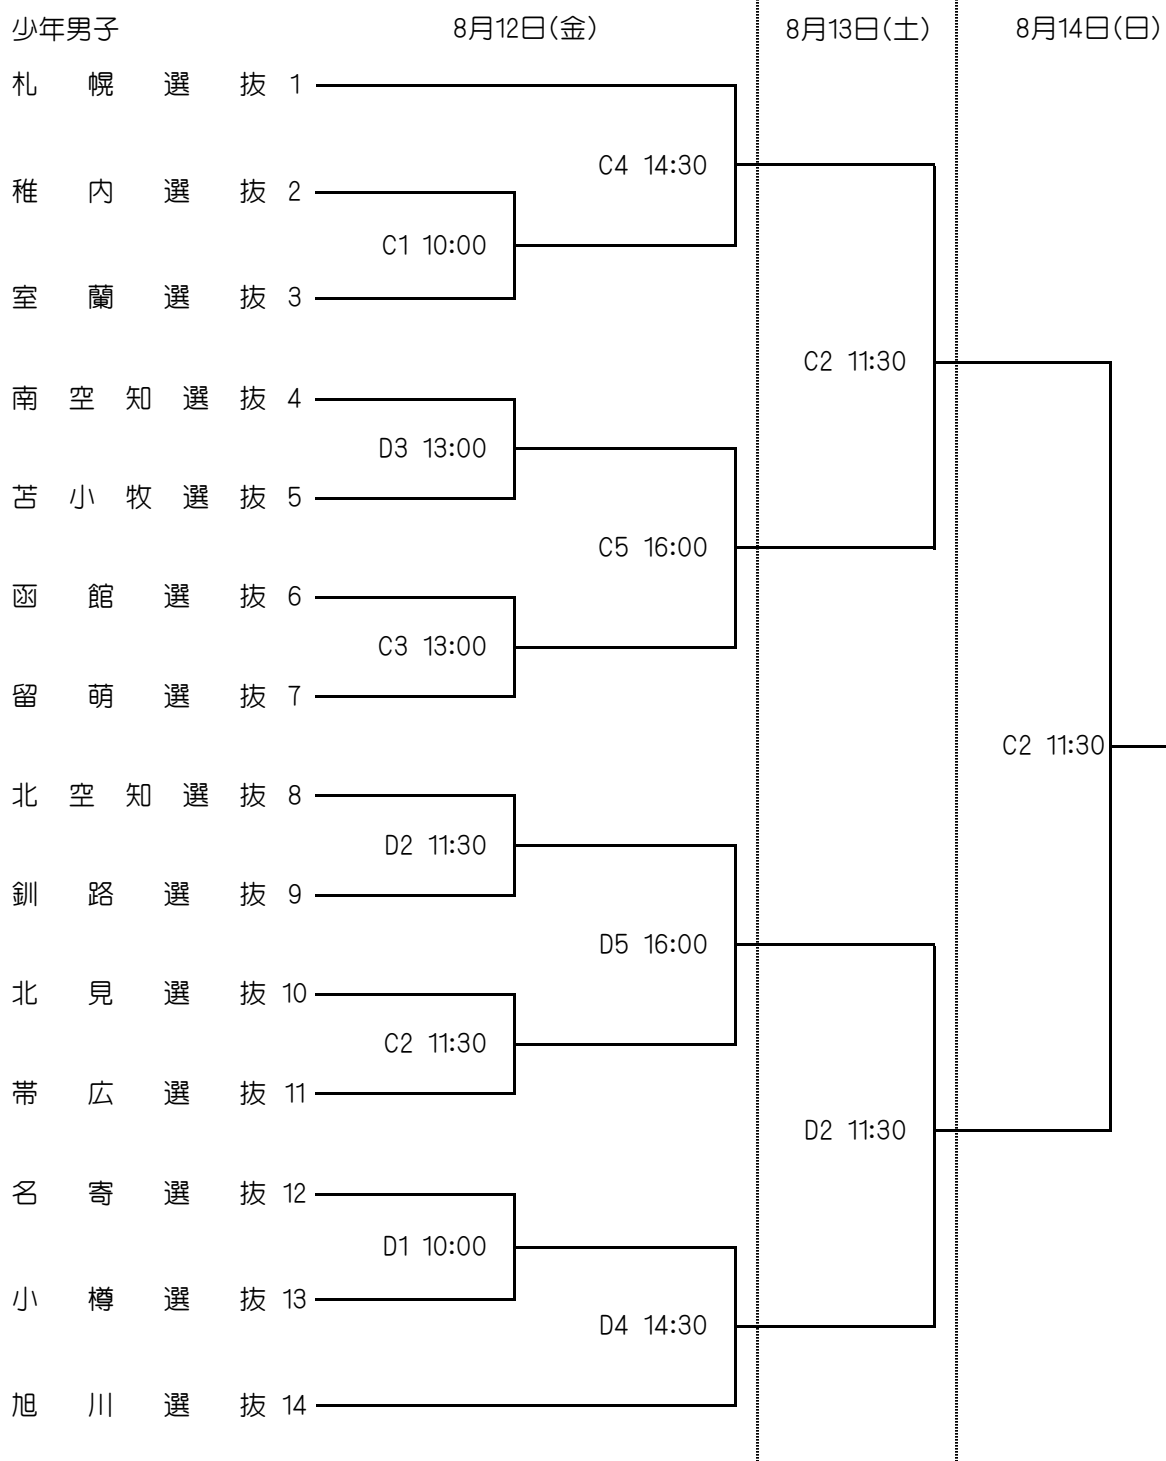 少年男子 8月12日(金) 8月13日(土) 8月14日(日)
札幌選抜 1
C4 14:30
稚内選抜 2
C1 10:00
室蘭選抜 3
C2 11:30
南空知選抜 4
D3 13:00
苫小牧選抜 5
C5 16:00
函館選抜 6
C3 13:00
留萌選抜 7
C2 11:30
北空知選抜 8
D2 11:30
釧路選抜 9
D5 16:00
北見選抜 10
C2 11:30
帯広選抜 11
D2 11:30
名寄選抜 12
D1 10:00
小樽選抜 13
D4 14:30
旭川選抜 14